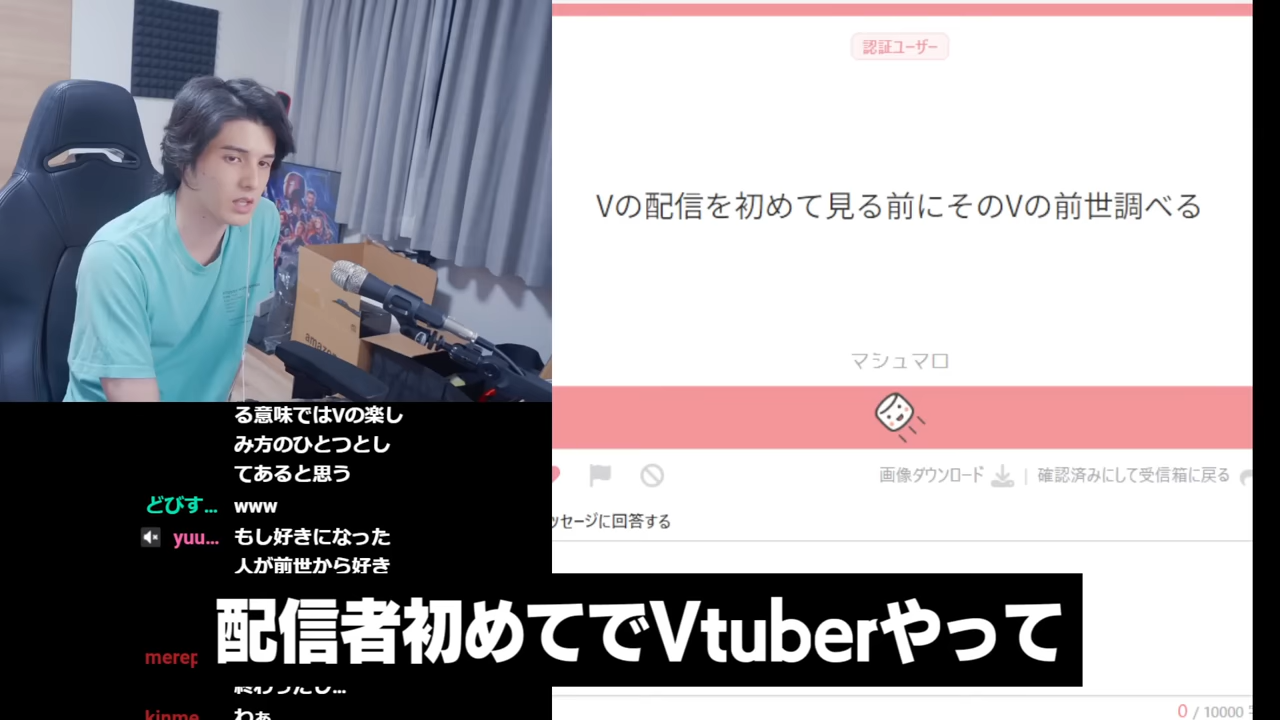 認証ユーザー
Vの配信を初めて見る前にそのVの前世調べる
マシュマロ
画像ダウンロード
確認済みにして受信箱に戻る
ッセージに回答する
0 / 10000
amazon
る意味ではVの楽し
み方のひとつとし
てあると思う
どびす... www
yuu... もし好きになった
人が前世から好き
配信者初めてでVtuberやって
merep
kinme わぁ